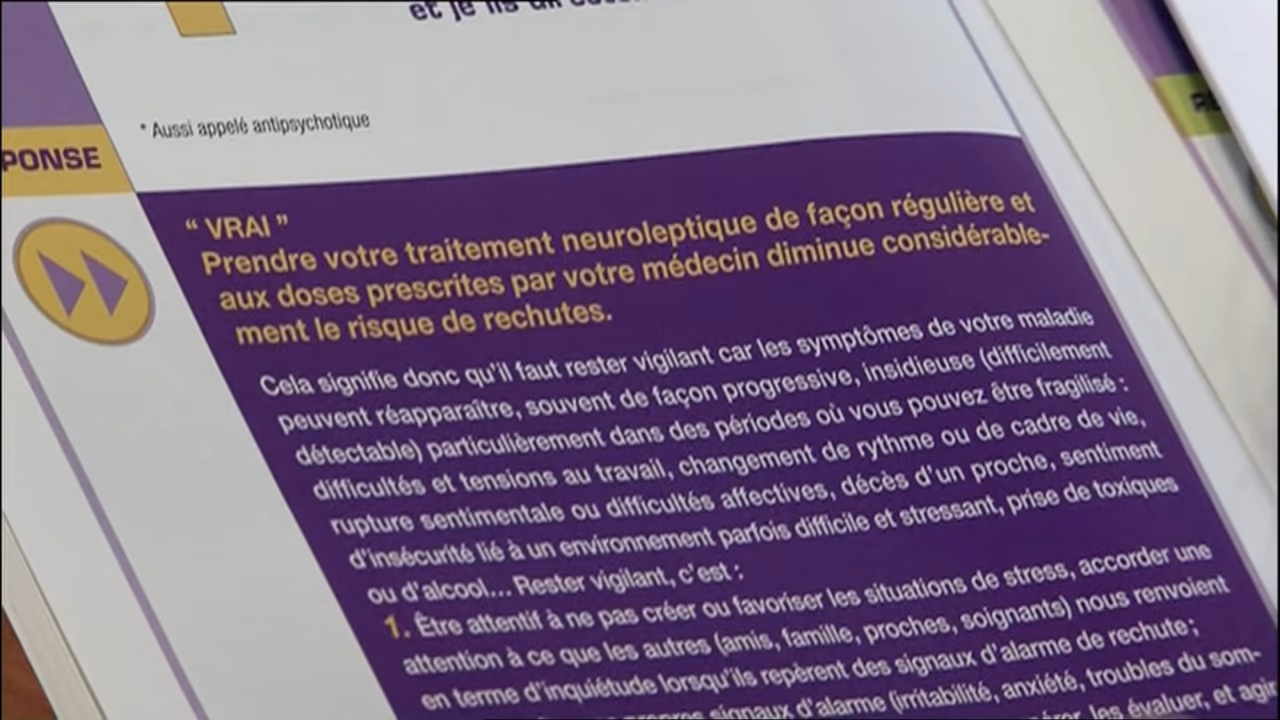 et je lis un
* Aussi appelé antipsychotique
PONSE
“ VRAI ”
Prendre votre traitement neuroleptique de façon régulière et
aux doses prescrites par votre médecin diminue considérable-
ment le risque de rechutes.
Cela signifie donc qu’il faut rester vigilant car les symptômes de votre maladie
peuvent réapparaître, souvent de façon progressive, insidieuse (difficilement
détectable) particulièrement dans des périodes où vous pouvez être fragilisé :
difficultés et tensions au travail, changement de rythme ou de cadre de vie,
rupture sentimentale ou difficultés affectives, décès d’un proche, sentiment
d’insécurité lié à un environnement parfois difficile et stressant, prise de toxiques
ou d’alcool... Rester vigilant, c’est :
1. Être attentif à ne pas créer ou favoriser les situations de stress, accorder une
attention à ce que les autres (amis, famille, proches, soignants) nous renvoient
en terme d’inquiétude lorsqu’ils repèrent des signaux d’alarme de rechute ;
signaux d’alarme (irritabilité, anxiété, troubles du som-
les évaluer, et agir